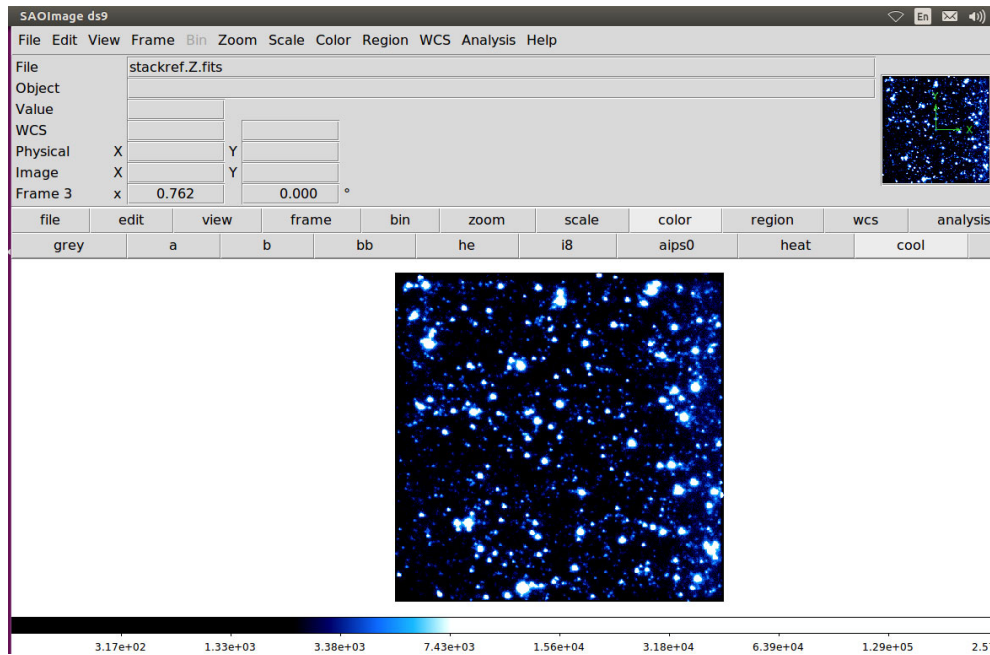 SAOImage ds9
En
File Edit View Frame Bin Zoom Scale Color Region WCS Analysis Help
File stackref.Z.fits
Object
Value
WCS
Physical X Y
Image X Y
Frame 3 x 0.762 0.000 °
Y
X
file edit view frame bin zoom scale color region wcs analysis
grey a b bb he i8 aips0 heat cool
3.17e+02 1.33e+03 3.38e+03 7.43e+03 1.56e+04 3.18e+04 6.39e+04 1.29e+05 2.5